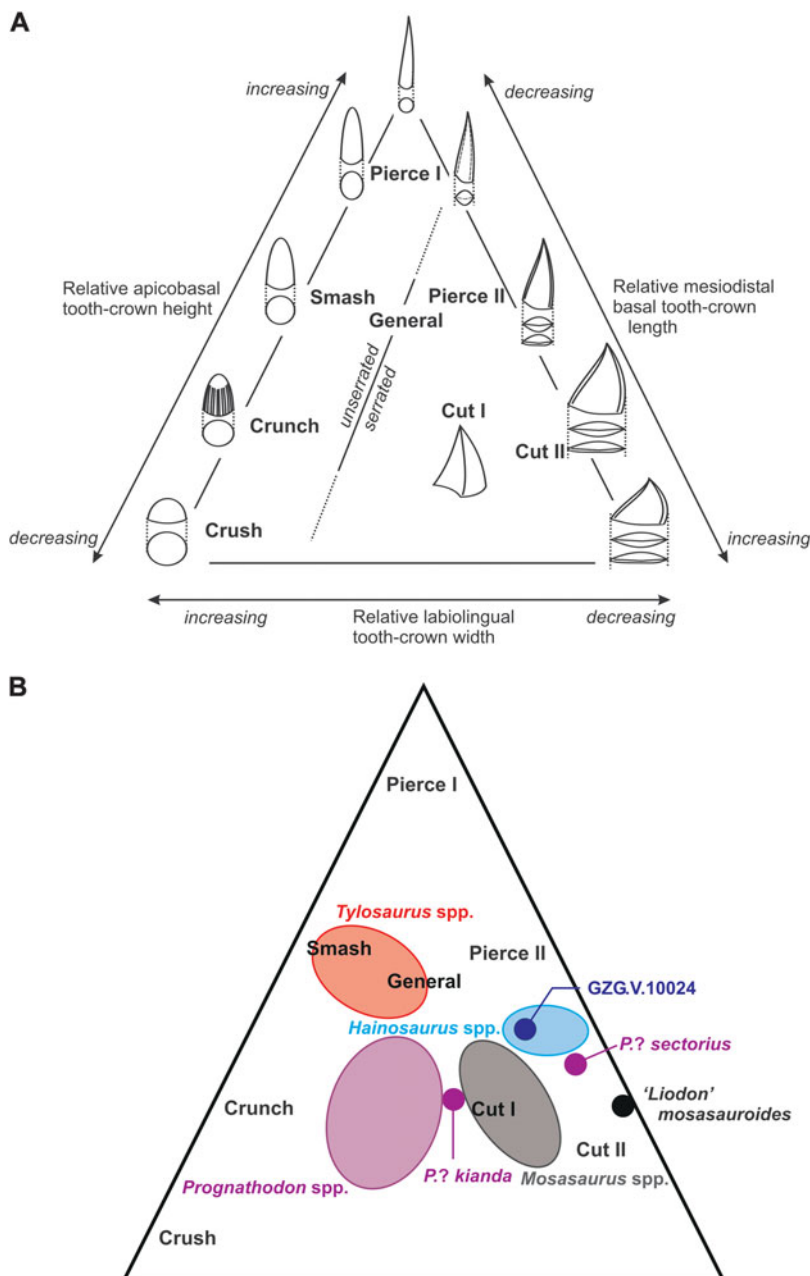 A
increasing
decreasing
Pierce I
Relative apicobasal
tooth-crown height
Smash
Pierce II
General
Relative mesiodistal
basal tooth-crown
length
unserrated
serrated
Cut I
Crunch
Cut II
Crush
decreasing
increasing
increasing
Relative labiolingual
tooth-crown width
decreasing
B
Pierce I
Tylosaurus spp.
Smash
Pierce II
General
GZG.V.10024
Hainosaurus spp.
P.? sectorius
'Liodon'
mosasauroides
Crunch
Cut I
Cut II
P.? kianda
Mosasaurus spp.
Prognathodon spp.
Crush